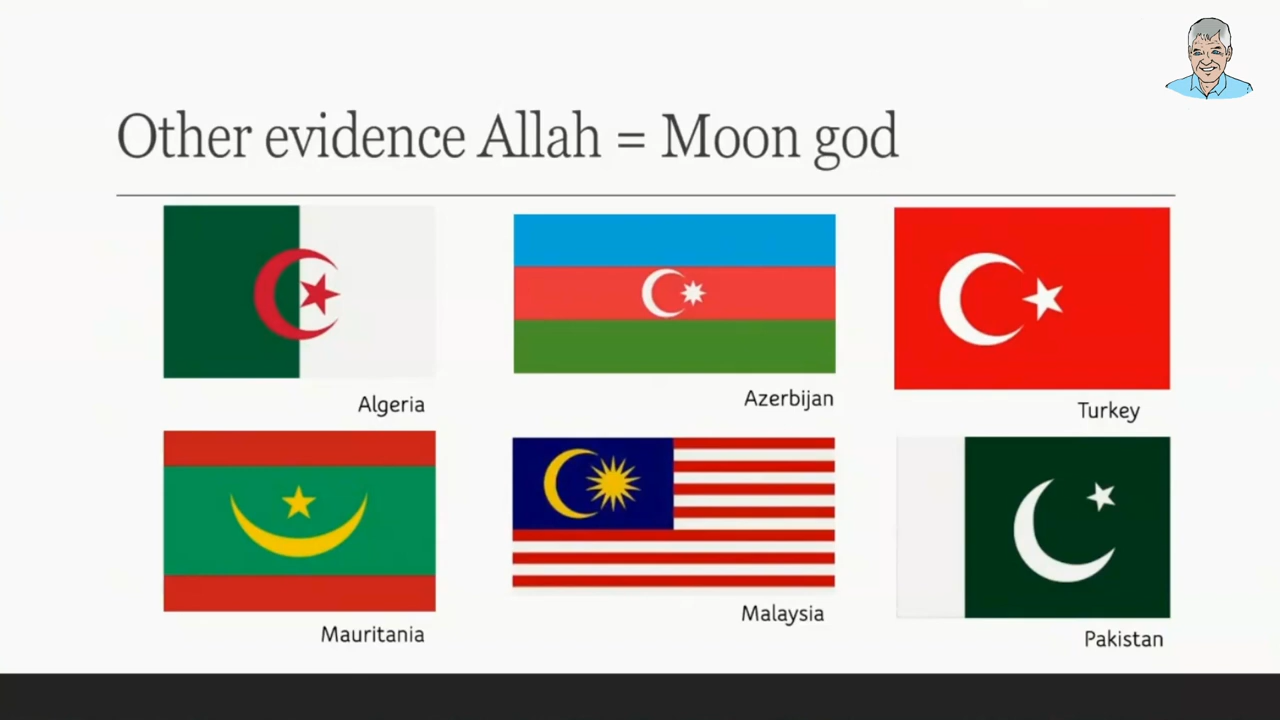 Other evidence Allah = Moon god
Algeria
Azerbijan
Turkey
Mauritania
Malaysia
Pakistan